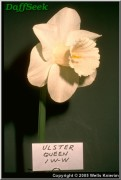 DaffSeek
ULSTER
QUEEN
1 W-W
Copyright © 2005 Wells Knierim